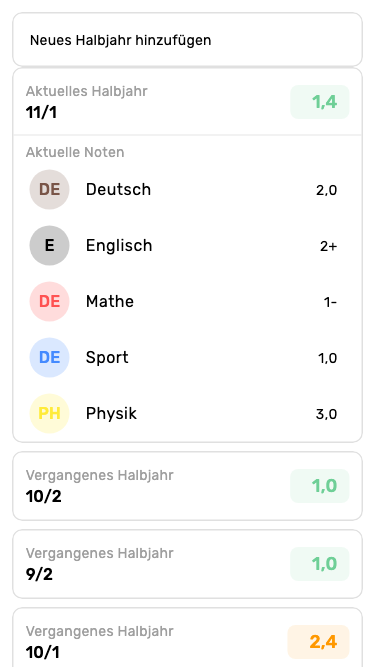 Neues Halbjahr hinzufügen
Aktuelles Halbjahr
11/1
1,4
Aktuelle Noten
DE Deutsch 2,0
E Englisch 2+
DE Mathe 1-
DE Sport 1,0
PH Physik 3,0
Vergangenes Halbjahr
10/2
1,0
Vergangenes Halbjahr
9/2
1,0
Vergangenes Halbjahr
10/1
2,4